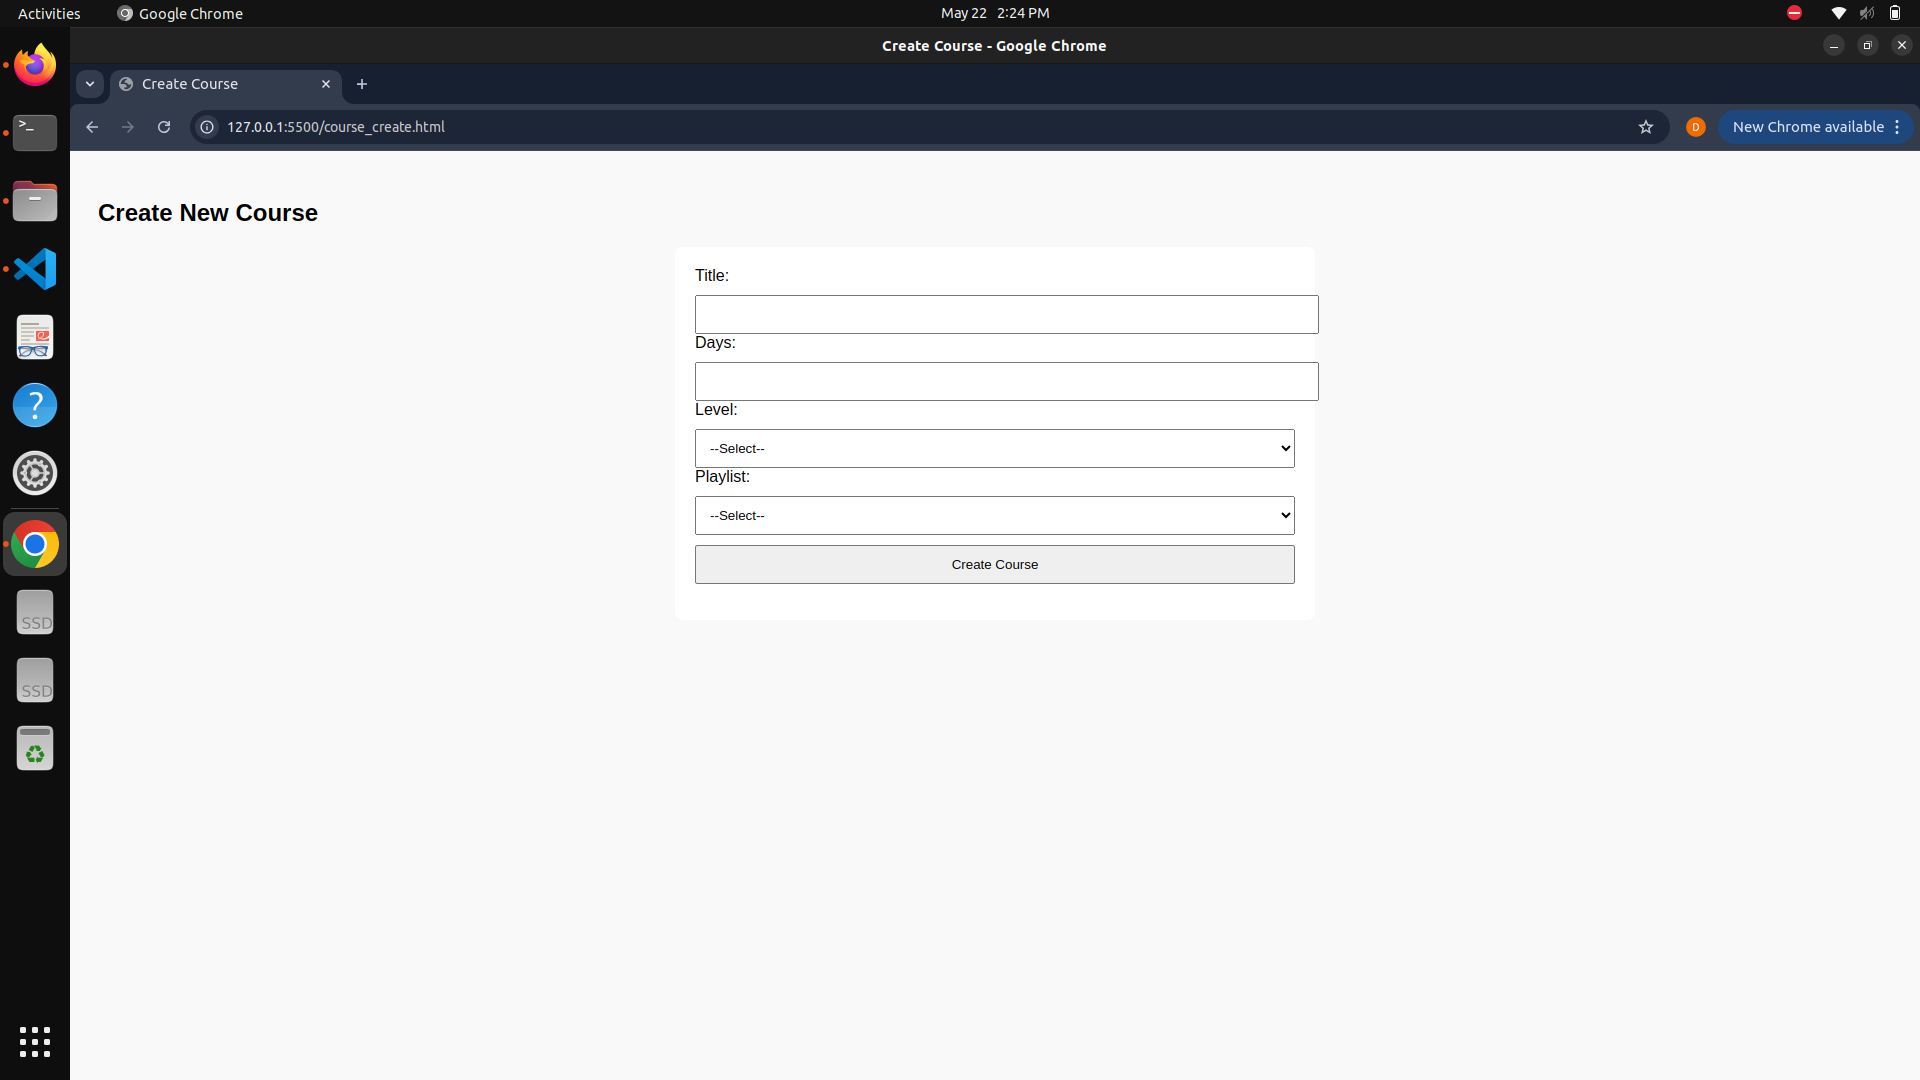 Activities
Google Chrome
May 22 2:24 PM
Create Course - Google Chrome
Create Course
127.0.0.1:5500/course_create.html
D
New Chrome available
>_
?
SSD
SSD
Create New Course
Title:
Days:
Level:
--Select--
Playlist:
--Select--
Create Course